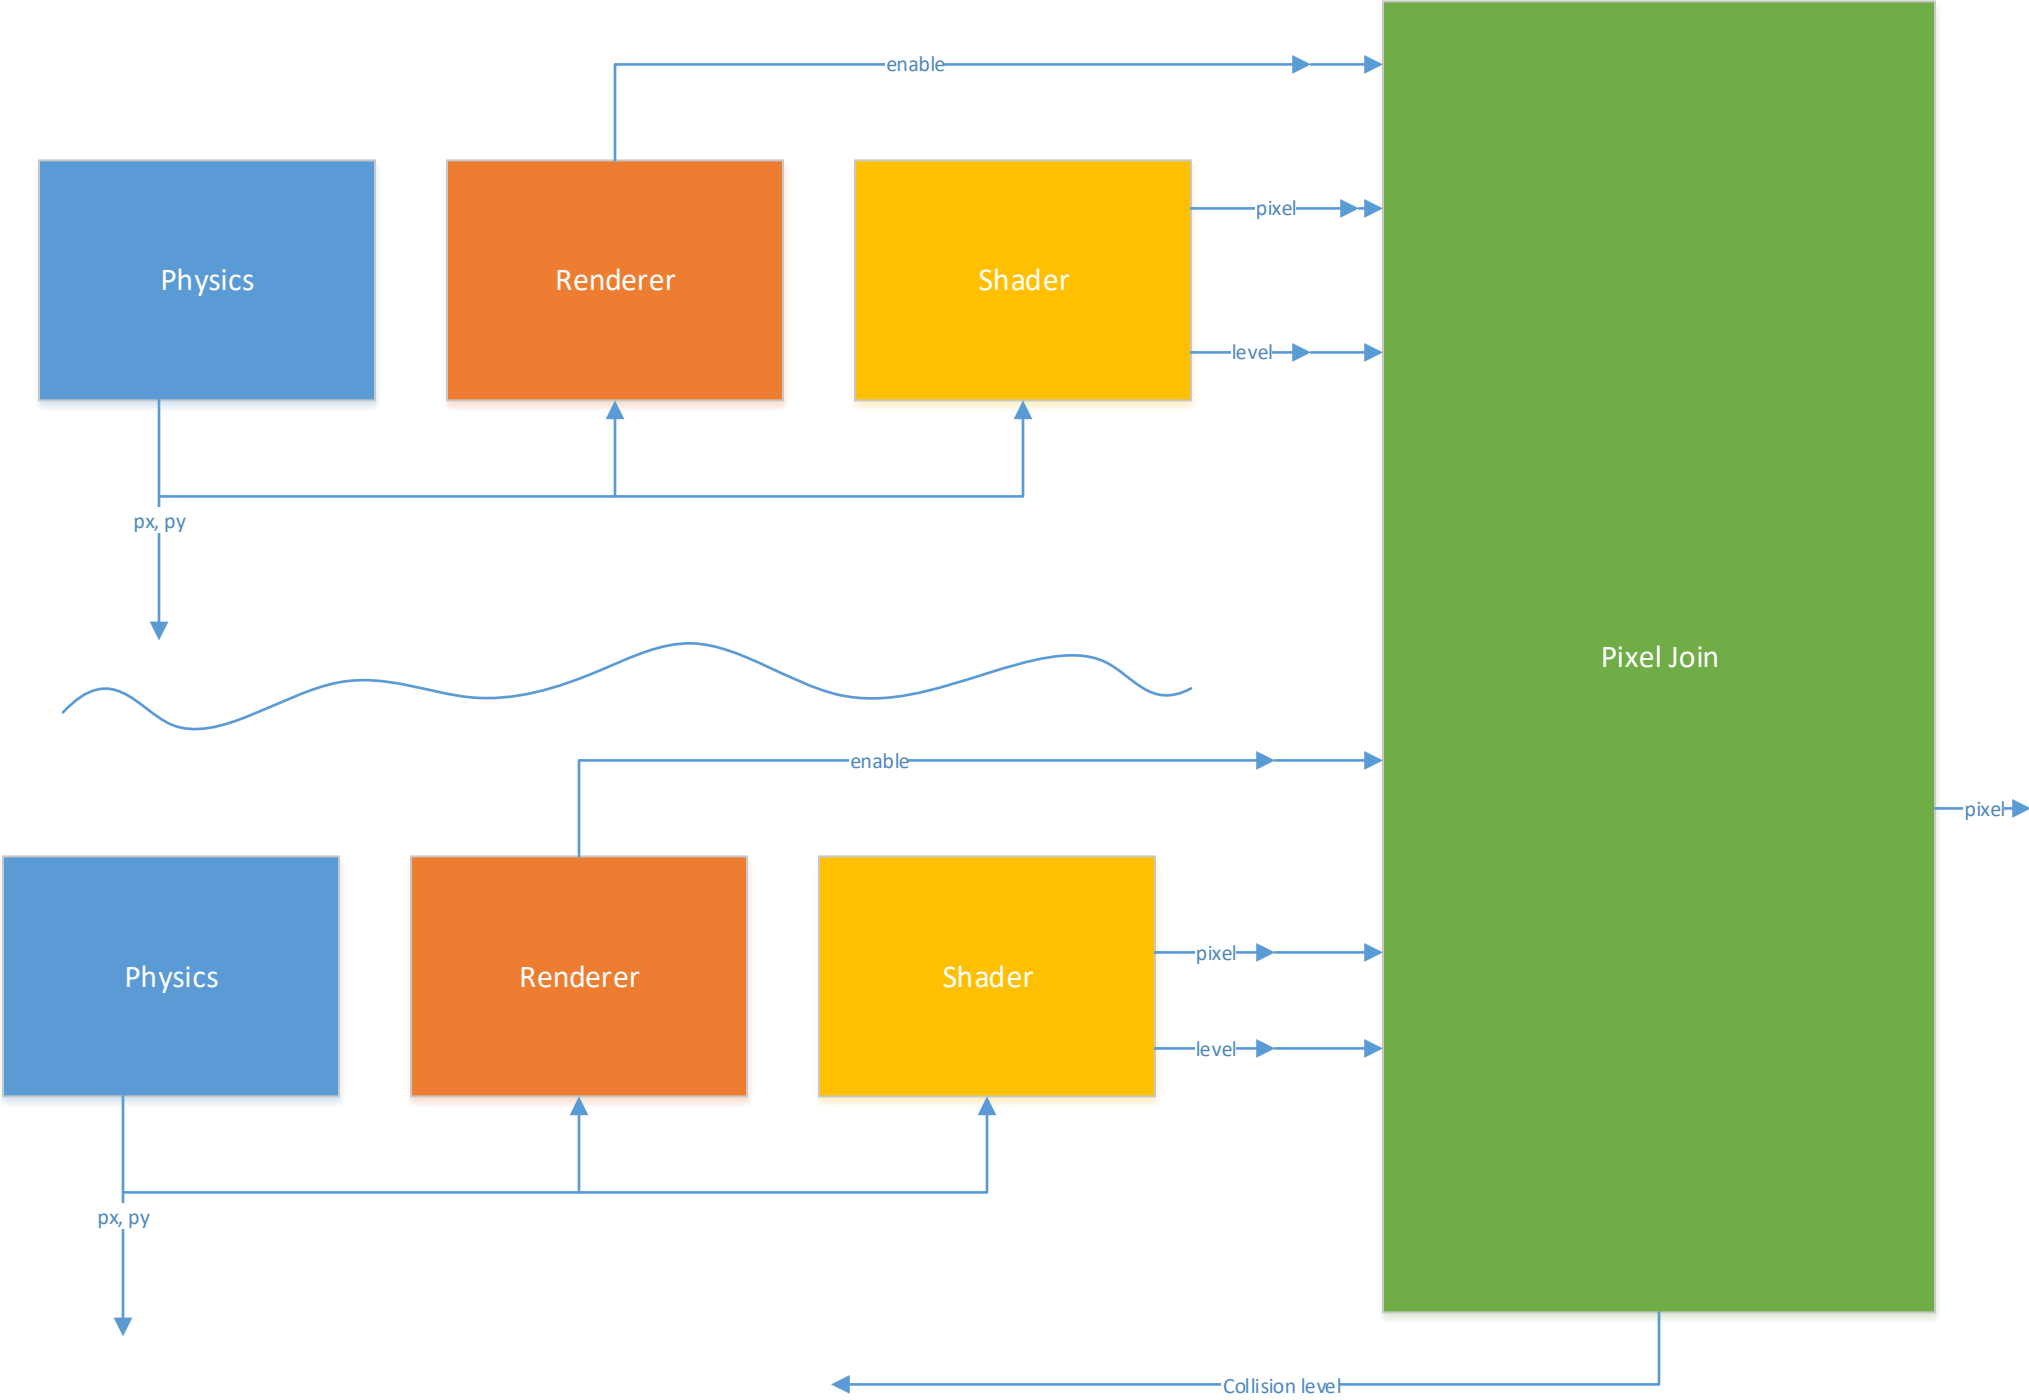 enable
Physics
Renderer
Shader
pixel
level
px, py
Pixel Join
enable
pixel
Physics
Renderer
Shader
pixel
level
px, py
Collision level